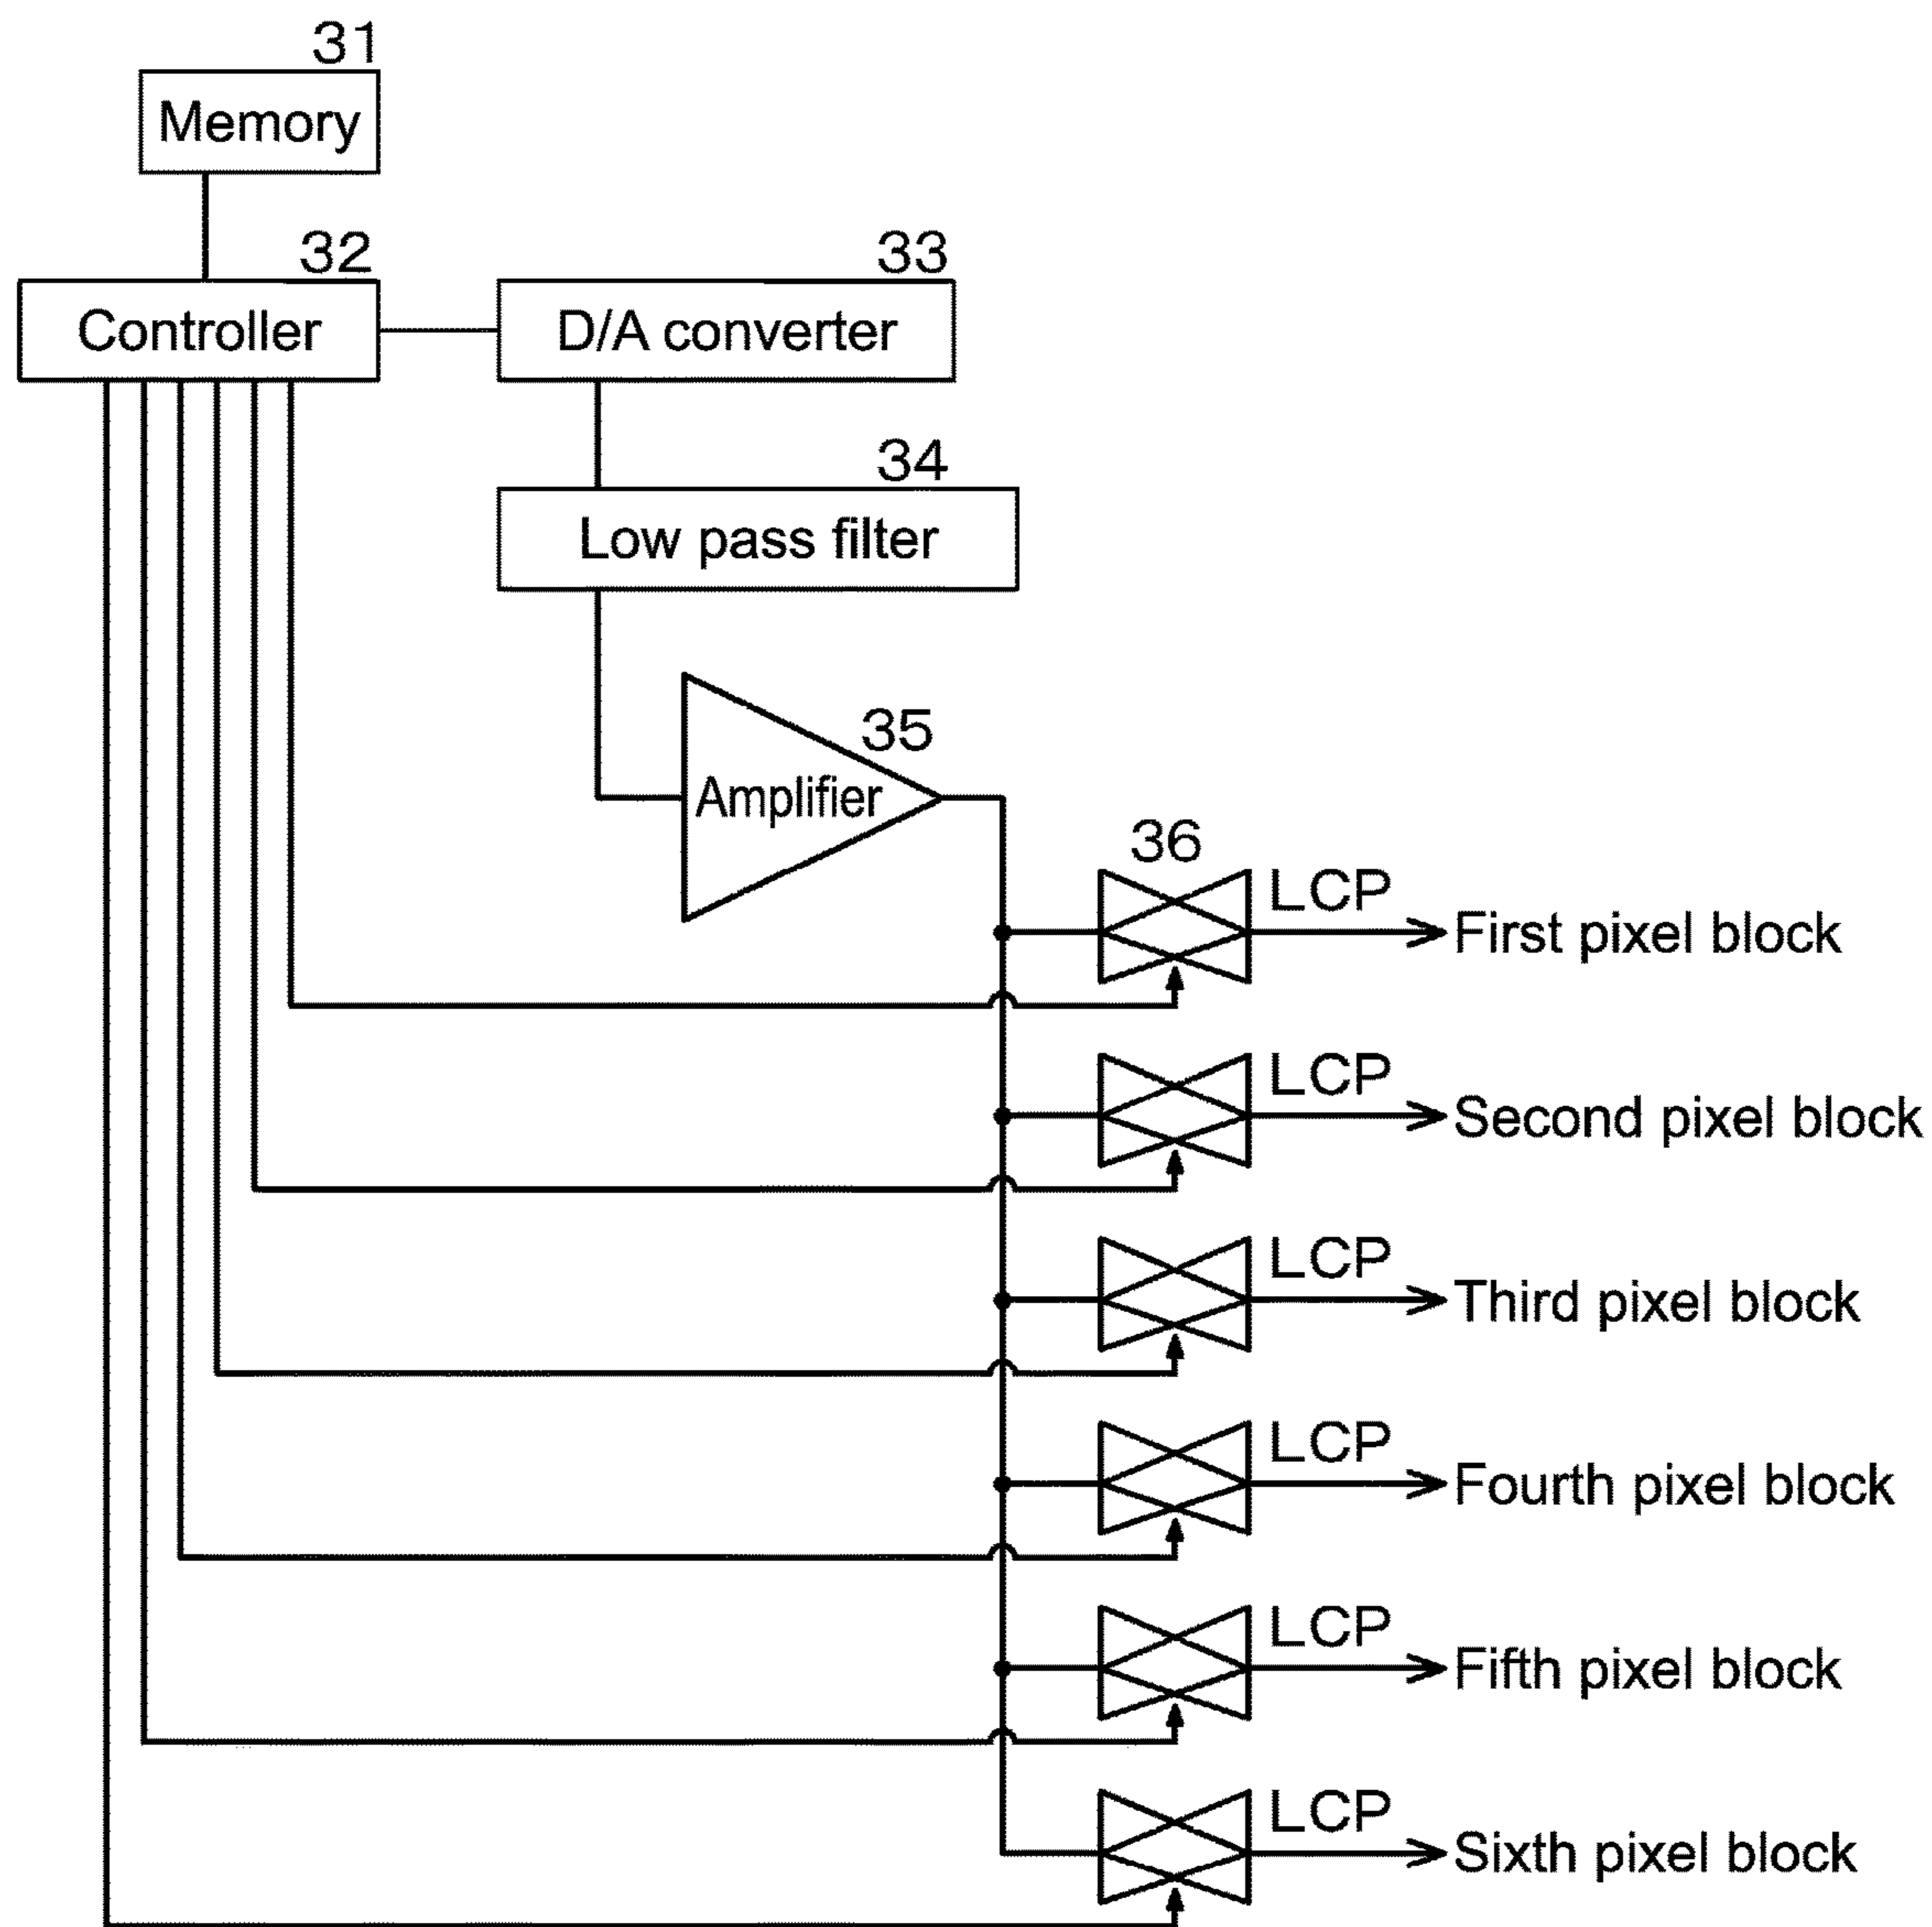 31
Memory
32
Controller
33
D/A converter
34
Low pass filter
35
Amplifier
36
LCP
First pixel block
LCP
Second pixel block
LCP
Third pixel block
LCP
Fourth pixel block
LCP
Fifth pixel block
LCP
Sixth pixel block